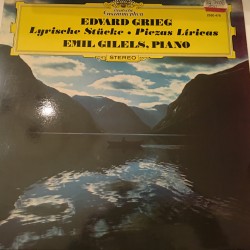 EDVARD GRIEG
Lyrische Stücke • Piezas Líricas
EMIL GILELS, PIANO
STEREO